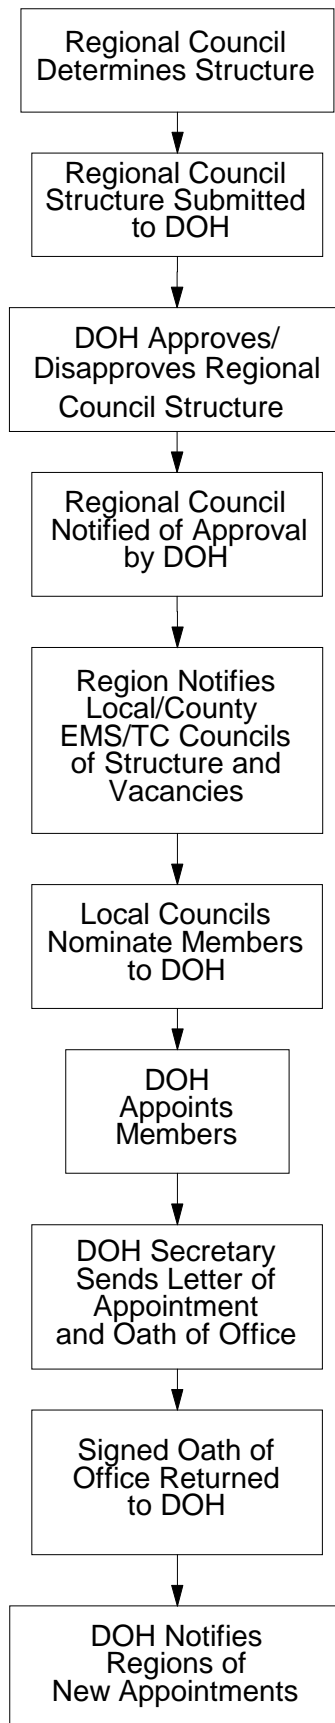 Regional Council
Determines Structure
Regional Council
Structure Submitted
to DOH
DOH Approves/
Disapproves Regional
Council Structure
Regional Council
Notified of Approval
by DOH
Region Notifies
Local/County
EMS/TC Councils
of Structure and
Vacancies
Local Councils
Nominate Members
to DOH
DOH
Appoints
Members
DOH Secretary
Sends Letter of
Appointment
and Oath of Office
Signed Oath of
Office Returned
to DOH
DOH Notifies
Regions of
New Appointments